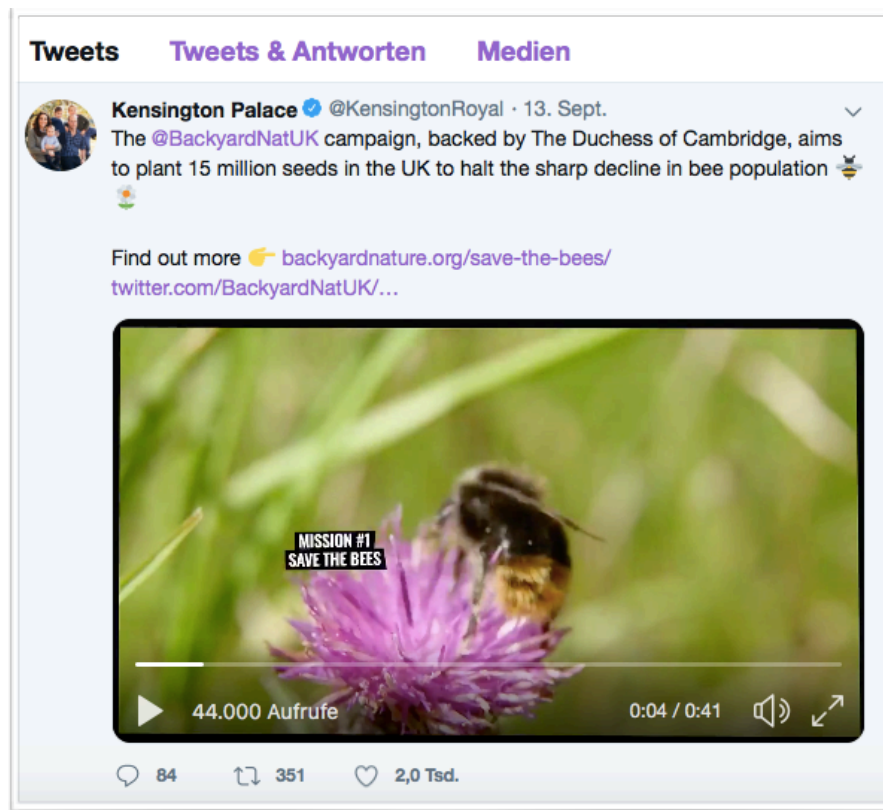 Tweets Tweets & Antworten Medien
Kensington Palace @KensingtonRoyal · 13. Sept.
The @BackyardNatUK campaign, backed by The Duchess of Cambridge, aims
to plant 15 million seeds in the UK to halt the sharp decline in bee population 🐝
🌼
Find out more 👉 backyardnature.org/save-the-bees/
twitter.com/BackyardNatUK/…
MISSION #1
SAVE THE BEES
44.000 Aufrufe 0:04 / 0:41
84 351 2,0 Tsd.